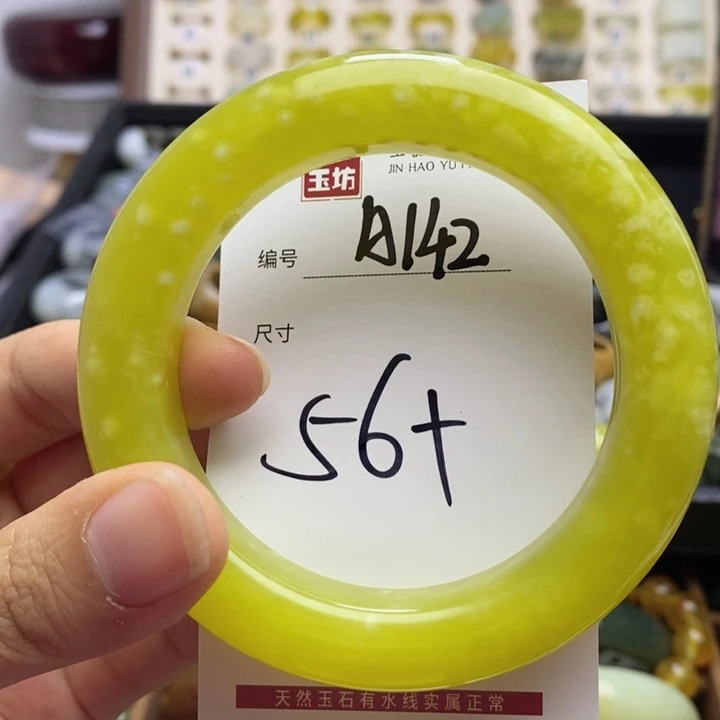 玉坊
JIN HAO YU
编号 A142
尺寸
56+
天然玉石有水线实属正常